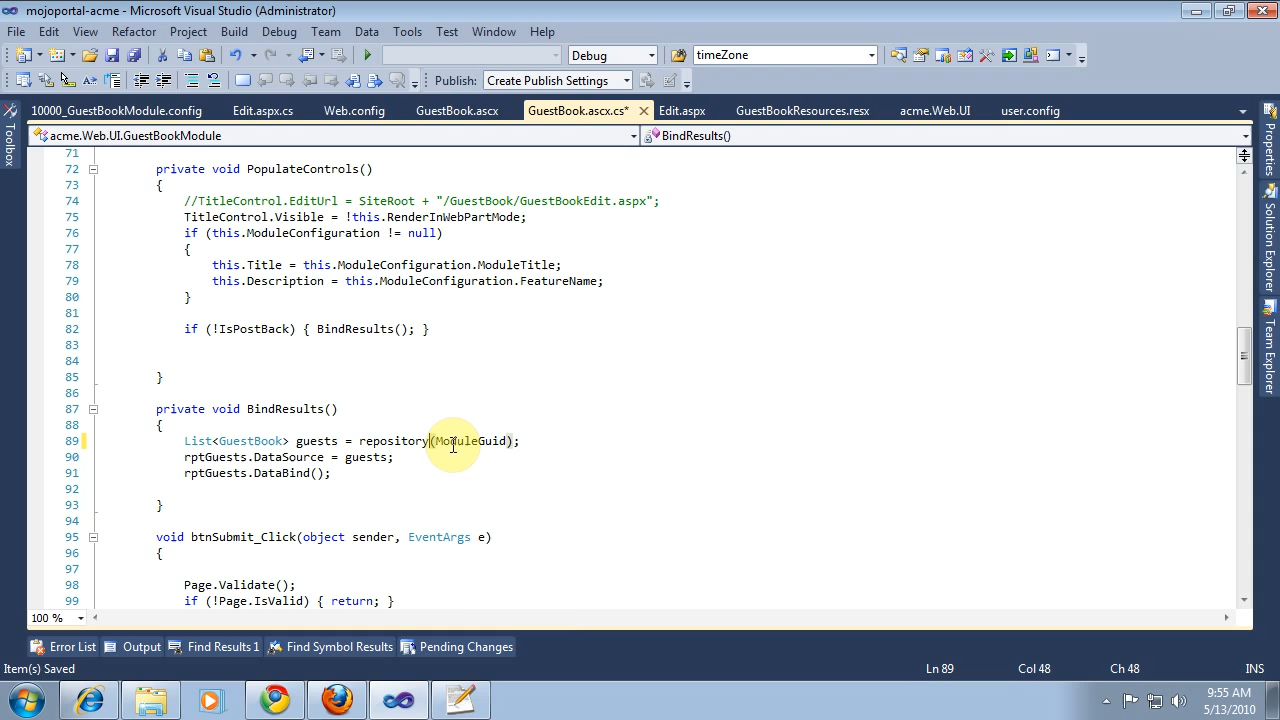 mojoportal-acme - Microsoft Visual Studio (Administrator)
File Edit View Refactor Project Build Debug Team Data Tools Test Window Help
Debug timeZone
Publish: Create Publish Settings
10000_GuestBookModule.config Edit.aspx.cs Web.config GuestBook.ascx GuestBook.ascx.cs* Edit.aspx GuestBookResources.resx acme.Web.UI user.config
acme.Web.UI.GuestBookModule BindResults()
Toolbox
71
72 private void PopulateControls()
73 {
74 //TitleControl.EditUrl = SiteRoot + "/GuestBook/GuestBookEdit.aspx";
75 TitleControl.Visible = !this.RenderInWebPartMode;
76 if (this.ModuleConfiguration != null)
77 {
78 this.Title = this.ModuleConfiguration.ModuleTitle;
79 this.Description = this.ModuleConfiguration.FeatureName;
80 }
81
82 if (!IsPostBack) { BindResults(); }
83
84
85 }
86
87 private void BindResults()
88 {
89 List<GuestBook> guests = repository(ModuleGuid);
90 rptGuests.DataSource = guests;
91 rptGuests.DataBind();
92
93 }
94
95 void btnSubmit_Click(object sender, EventArgs e)
96 {
97
98 Page.Validate();
99 if (!Page.IsValid) { return; }
Properties
Solution Explorer
Team Explorer
100 %
Error List Output Find Results 1 Find Symbol Results Pending Changes
Item(s) Saved Ln 89 Col 48 Ch 48 INS
9:55 AM
5/13/2010